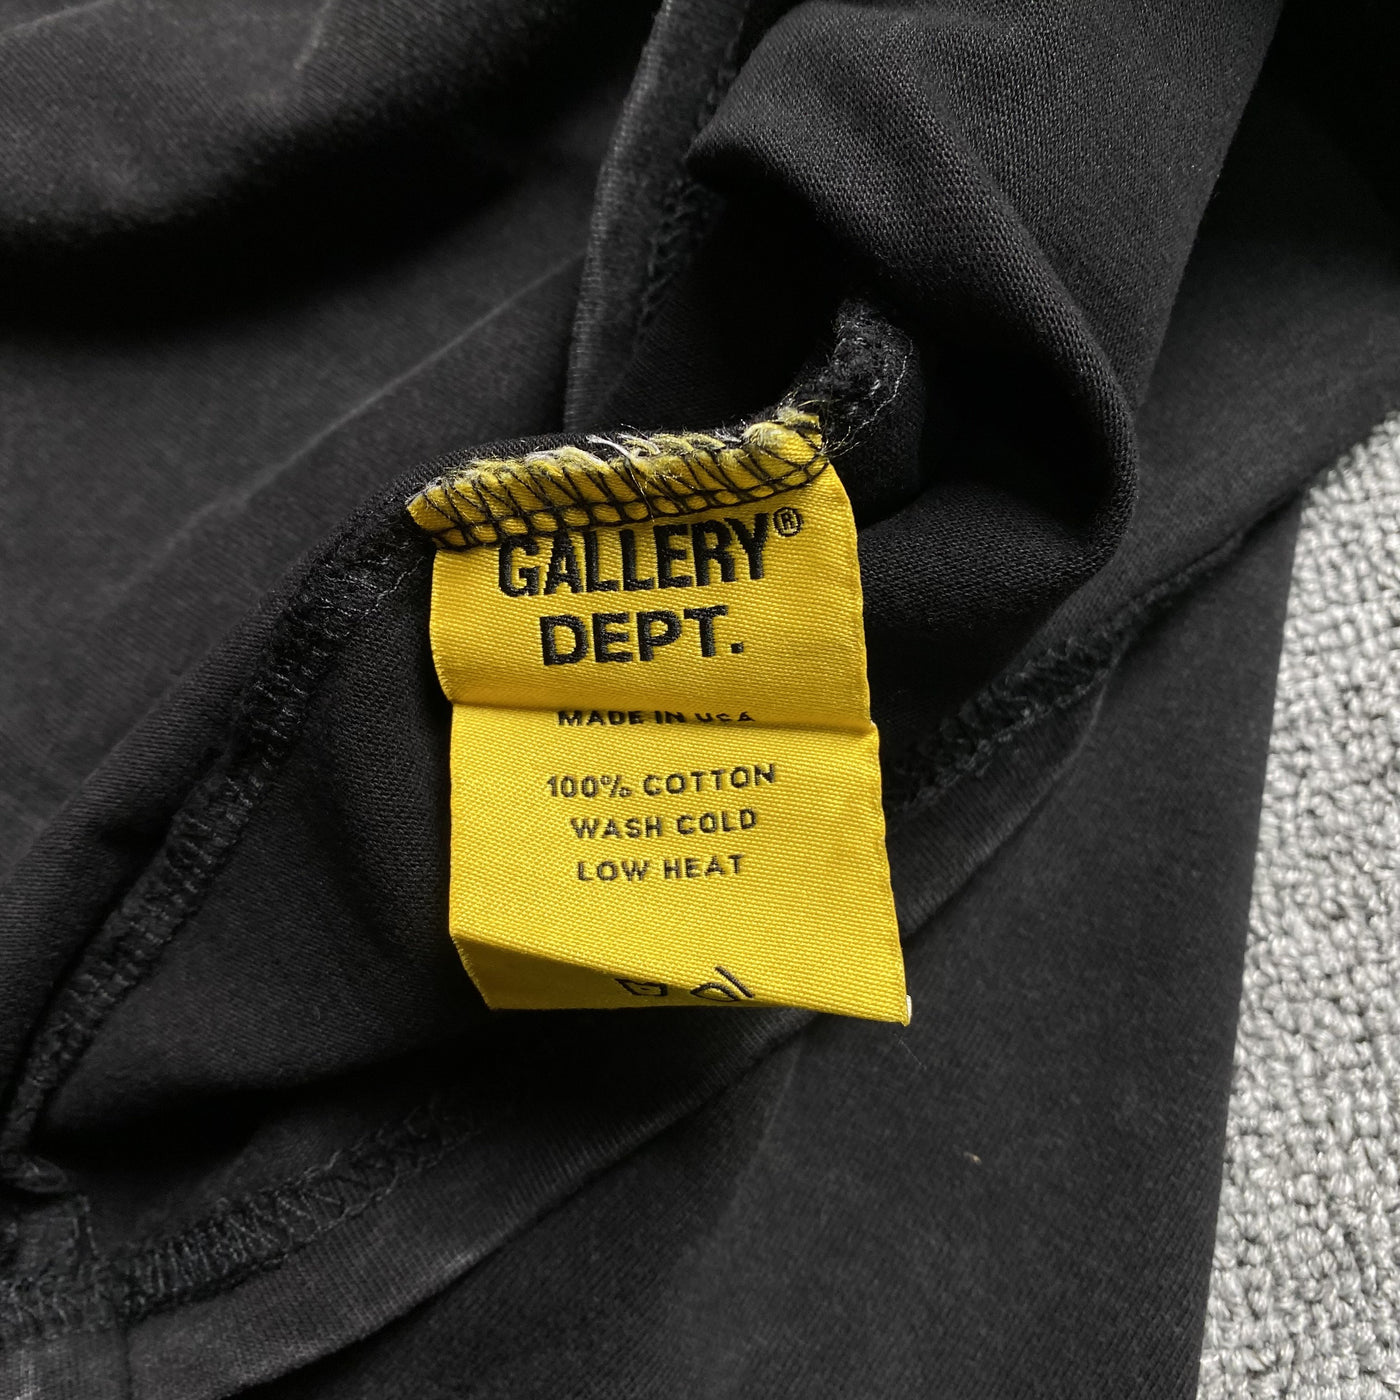 GALLERY®
DEPT.
MADE IN USA
100% COTTON
WASH COLD
LOW HEAT